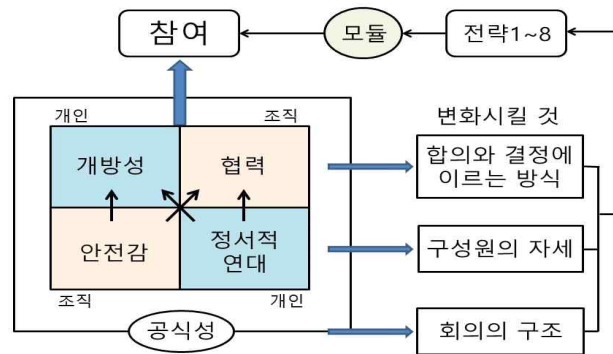 참여
모듈
전략1~8
개인
조직
변화시킬 것
개방성
협력
합의와 결정에
이르는 방식
안전감
정서적
연대
구성원의 자세
조직
개인
공식성
회의의 구조